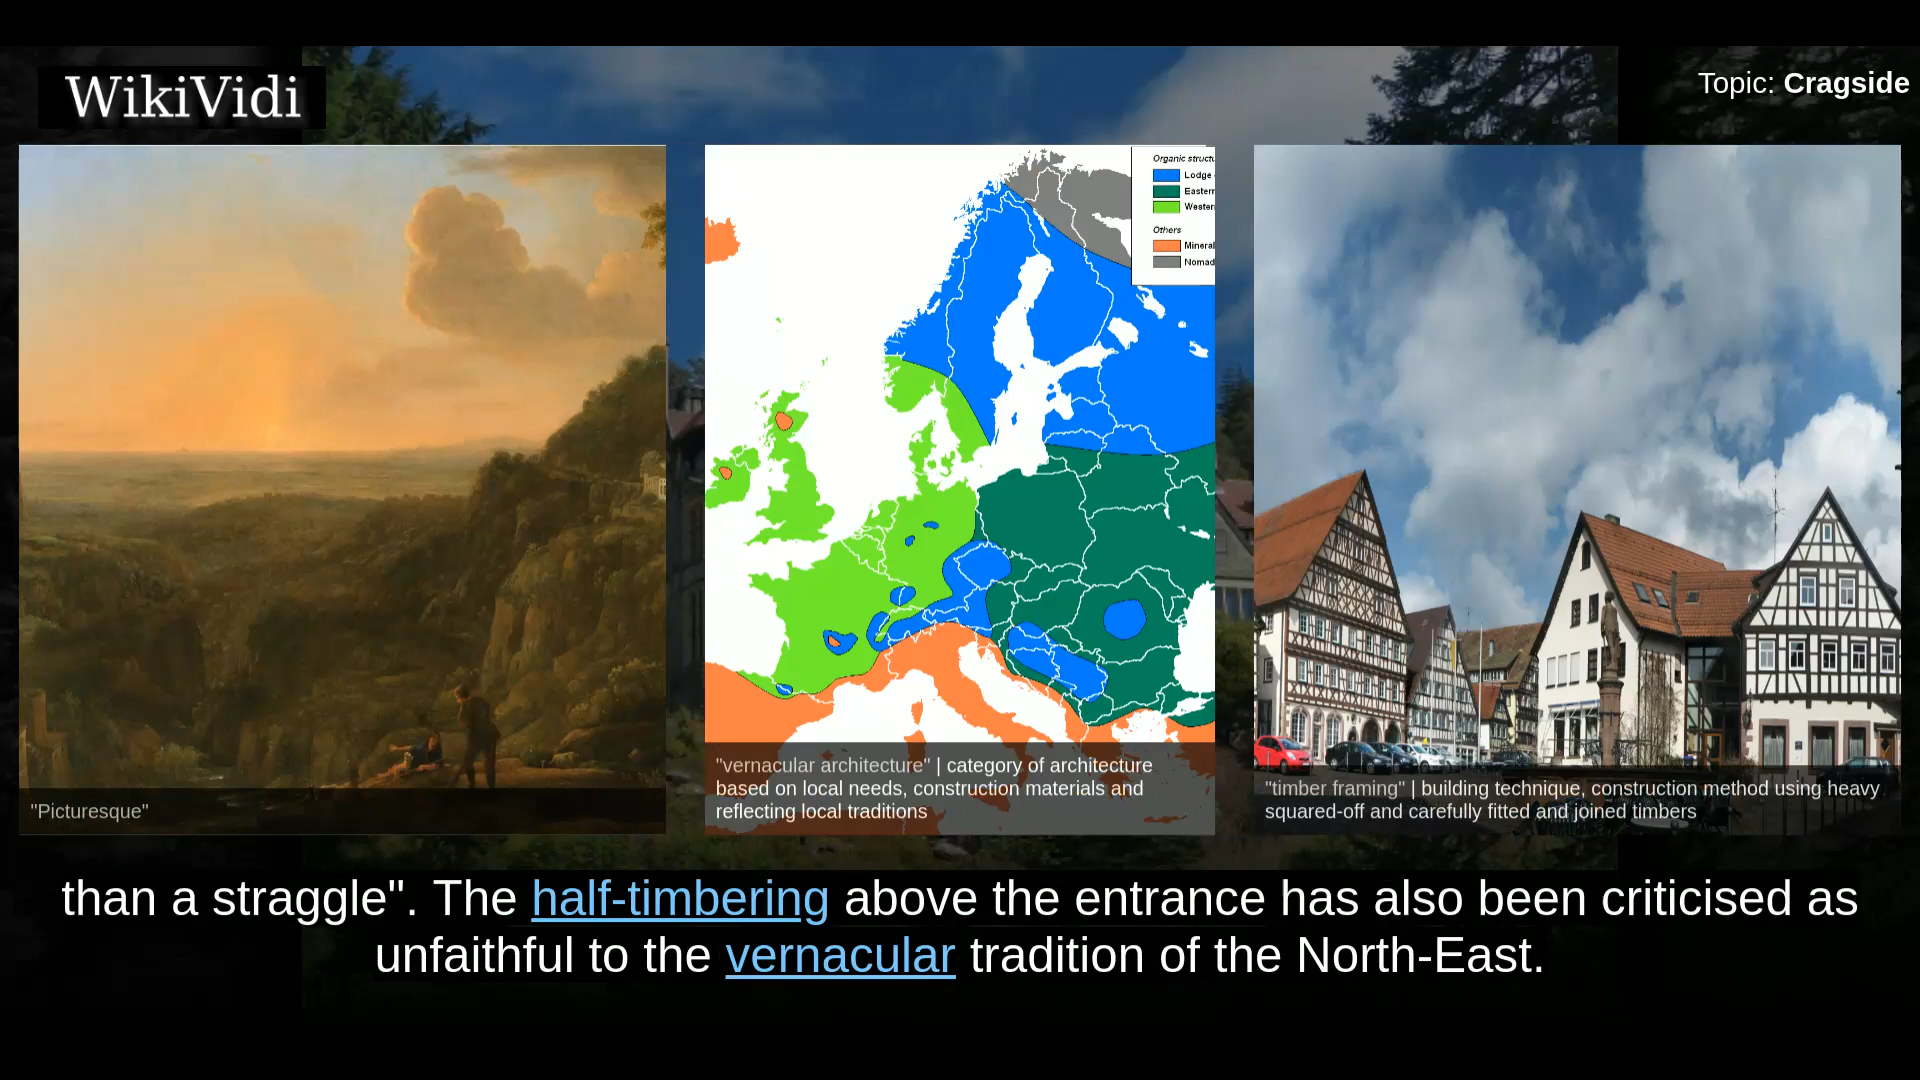 WikiVidi
Topic: Cragside
Organic structu
Lodge
Eastern
Western
Others
Mineral
Nomad
"Picturesque"
"vernacular architecture" | category of architecture
based on local needs, construction materials and
reflecting local traditions
"timber framing" | building technique, construction method using heavy
squared-off and carefully fitted and joined timbers
than a straggle". The half-timbering above the entrance has also been criticised as
unfaithful to the vernacular tradition of the North-East.